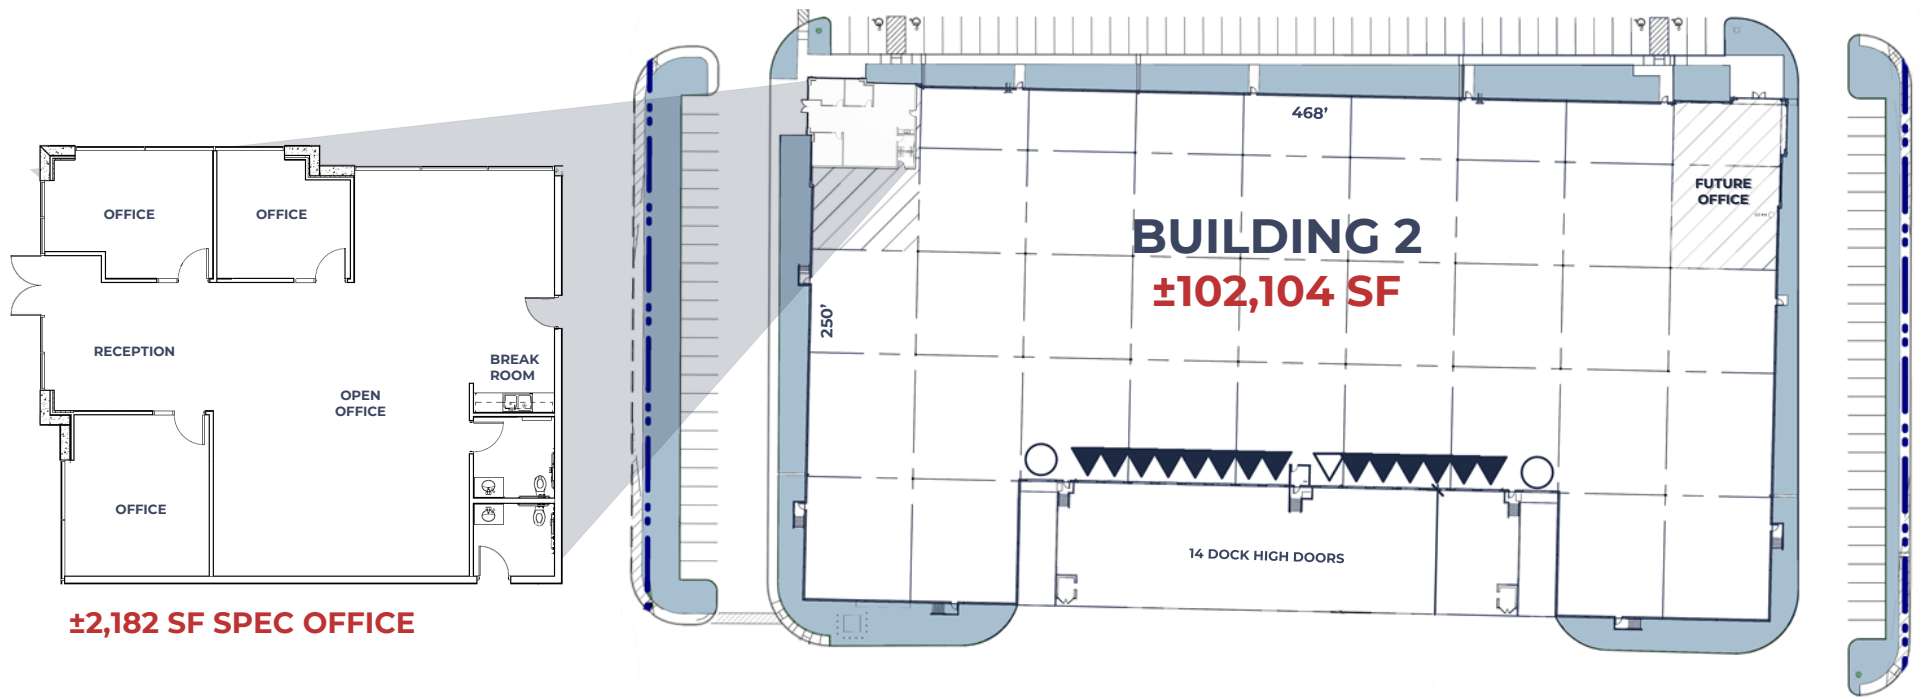 OFFICE
OFFICE
RECEPTION
BREAK
ROOM
OPEN
OFFICE
OFFICE
±2,182 SF SPEC OFFICE
468’
FUTURE
OFFICE
BUILDING 2
±102,104 SF
250’
14 DOCK HIGH DOORS